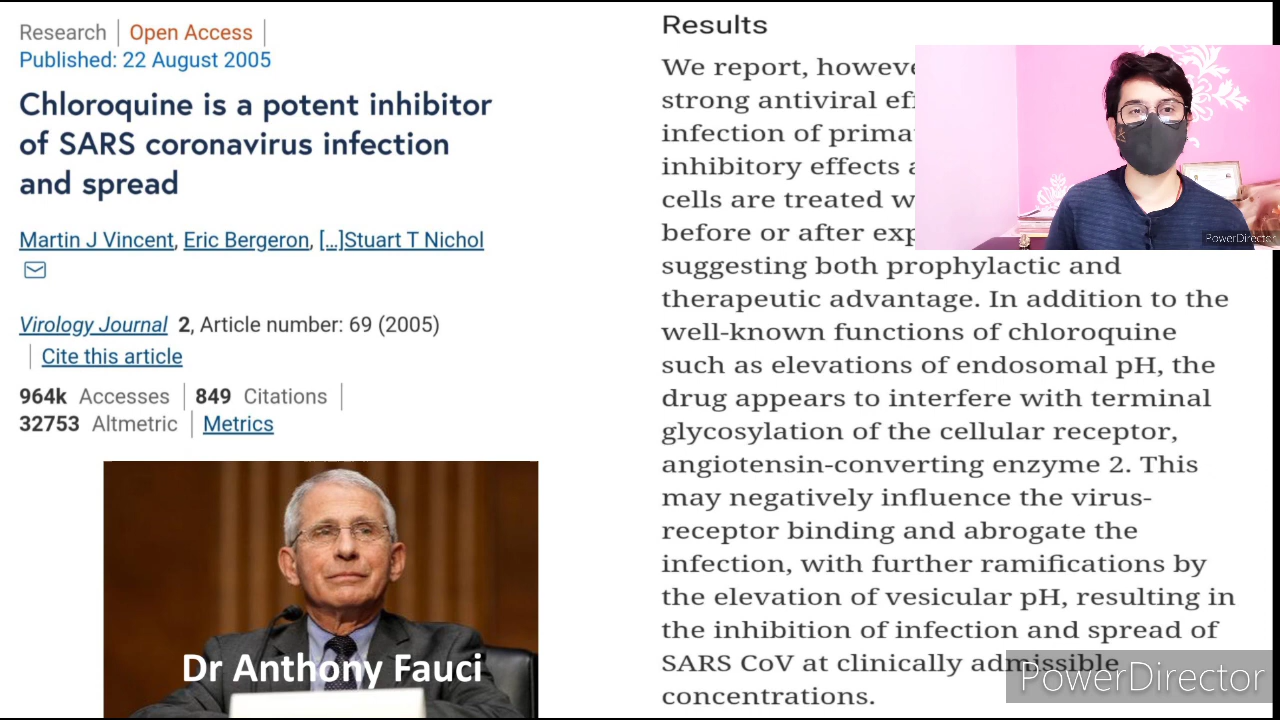 Research | Open Access |
Published: 22 August 2005
Chloroquine is a potent inhibitor
of SARS coronavirus infection
and spread
Martin J Vincent, Eric Bergeron, [...]Stuart T Nichol
Virology Journal 2, Article number: 69 (2005)
| Cite this article
964k Accesses | 849 Citations |
32753 Altmetric | Metrics
Dr Anthony Fauci
Results
We report,
strong antiviral
infection of
inhibitory effects
cells are treated
before or after
suggesting both prophylactic and
therapeutic advantage. In addition to the
well-known functions of chloroquine
such as elevations of endosomal pH, the
drug appears to interfere with terminal
glycosylation of the cellular receptor,
angiotensin-converting enzyme 2. This
may negatively influence the virus-
receptor binding and abrogate the
infection, with further ramifications by
the elevation of vesicular pH, resulting in
the inhibition of infection and spread of
SARS CoV at clinically admissible
concentrations.
PowerDirector
PowerDirector